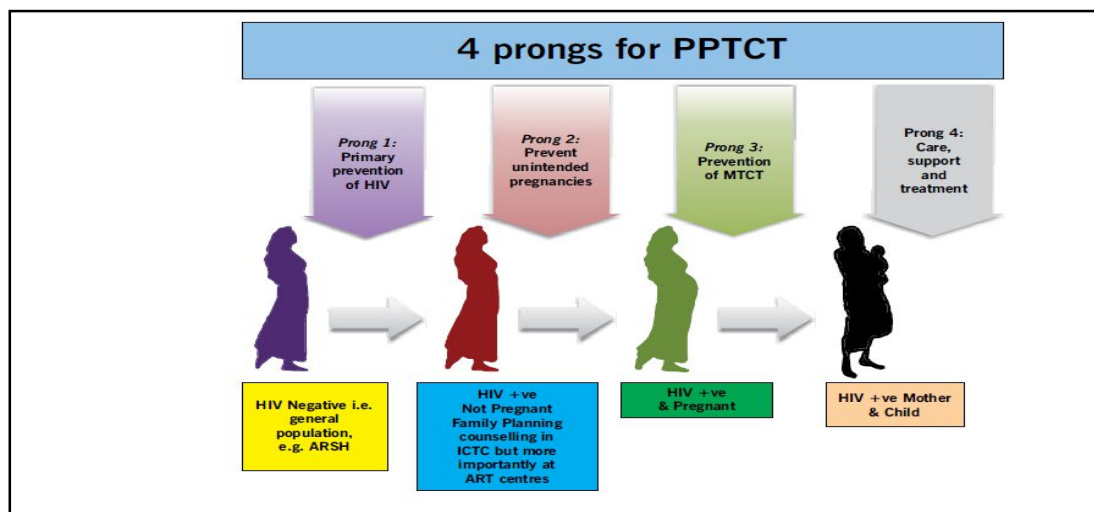 4 prongs for PPTCT
Prong 1:
Primary
prevention
of HIV
Prong 2:
Prevent
unintended
pregnancies
Prong 3:
Prevention
of MTCT
Prong 4:
Care,
support
and
treatment
HIV Negative i.e.
general
population,
e.g. ARSH
HIV +ve
Not Pregnant
Family Planning
counselling in
ICTC but more
importantly at
ART centres
HIV +ve
& Pregnant
HIV +ve Mother
& Child